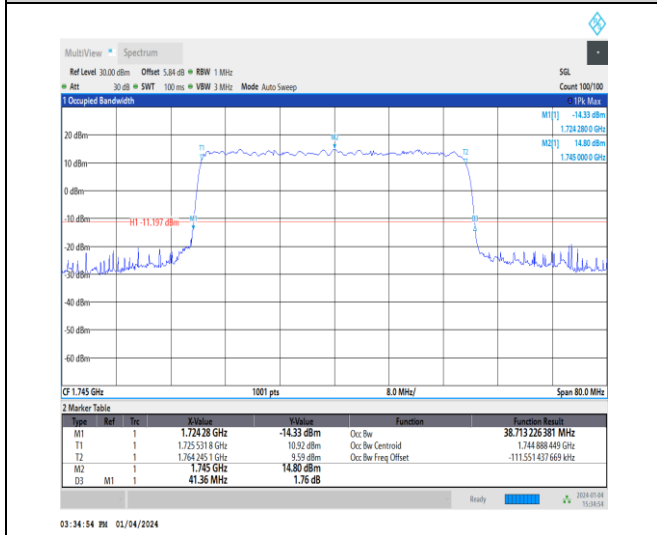 MultiView Spectrum
Ref Level 30.00 dBm Offset 5.84 dB RBW 1 MHz SGL
Att 30 dB SWT 100 ms VBW 3 MHz Mode Auto Sweep Count 100/100
1 Occupied Bandwidth 1Pk Max
M1[1] -14.33 dBm
1.724 280 0 GHz
M2[1] 14.80 dBm
1.745 000 0 GHz
20 dBm
T1 M2 T2
10 dBm
0 dBm
-10 dBm
H1 -11.197 dBm M1 D3
-20 dBm
-30 dBm
-40 dBm
-50 dBm
-60 dBm
CF 1.745 GHz 1001 pts 8.0 MHz/ Span 80.0 MHz
2 Marker Table
Type Ref Trc X-Value Y-Value Function Function Result
M1 1 1.724 28 GHz -14.33 dBm Occ Bw 38.713 226 381 MHz
T1 1 1.725 531 8 GHz 10.92 dBm Occ Bw Centroid 1.744 888 449 GHz
T2 1 1.764 245 1 GHz 9.59 dBm Occ Bw Freq Offset -111.551 437 669 kHz
M2 1 1.745 GHz 14.80 dBm
D3 M1 1 41.36 MHz 1.76 dB
Ready 2024-01-04
15:34:54
03:34:54 PM 01/04/2024